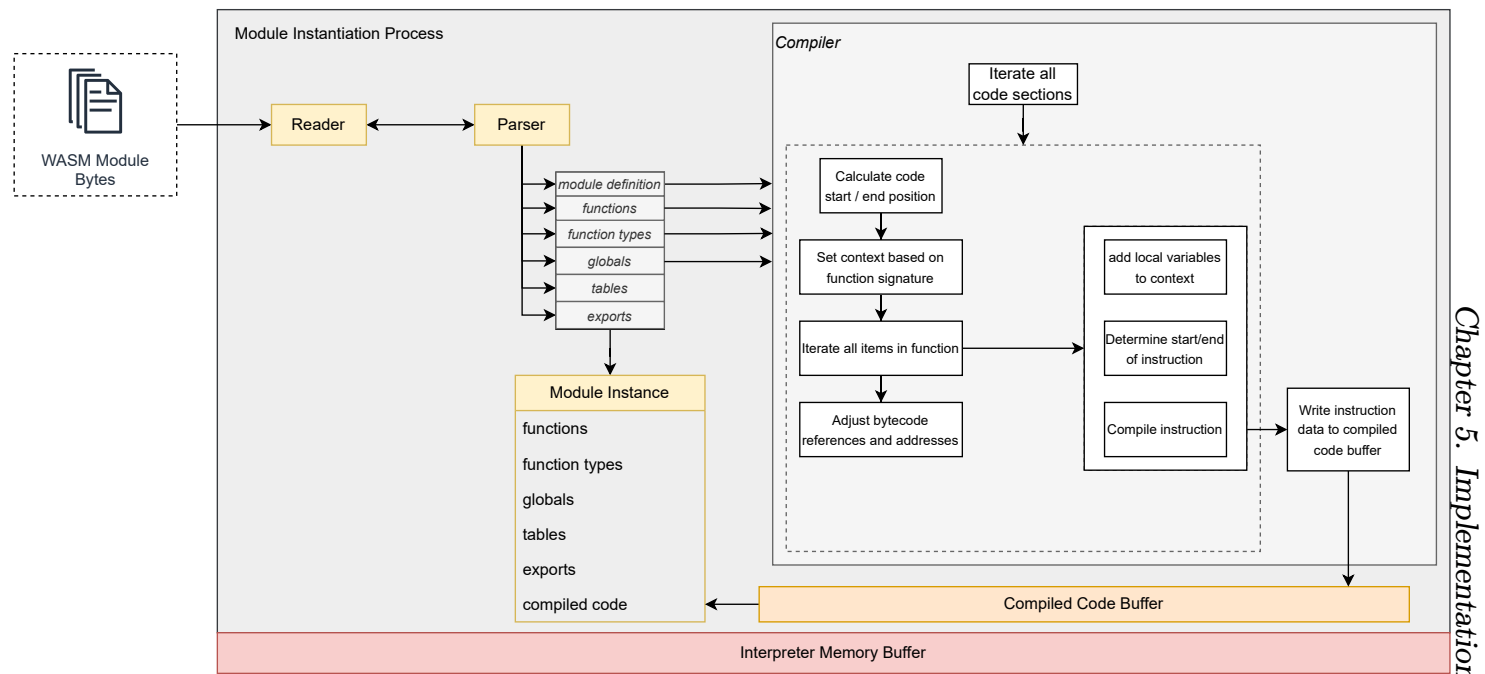 Module Instantiation Process
WASM Module
Bytes
Reader
Parser
module definition
functions
function types
globals
tables
exports
Module Instance
functions
function types
globals
tables
exports
compiled code
Compiler
Iterate all
code sections
Calculate code
start / end position
Set context based on
function signature
Iterate all items in function
Adjust bytecode
references and addresses
add local variables
to context
Determine start/end
of instruction
Compile instruction
Write instruction
data to compiled
code buffer
Compiled Code Buffer
Interpreter Memory Buffer
Chapter 5. Implementation